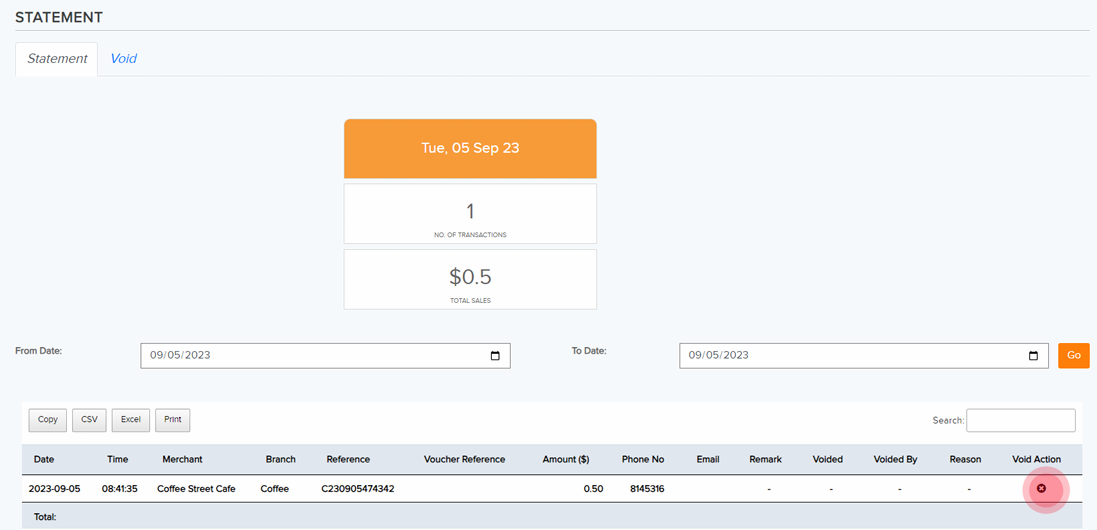 STATEMENT
Statement Void
Tue, 05 Sep 23
1
NO. OF TRANSACTIONS
$0.5
TOTAL SALES
From Date: 09/05/2023 To Date: 09/05/2023 Go
Copy CSV Excel Print Search:
Date Time Merchant Branch Reference Voucher Reference Amount ($) Phone No Email Remark Voided Voided By Reason Void Action
2023-09-05 08:41:35 Coffee Street Cafe Coffee C230905474342 0.50 8145316 - - - -
Total: